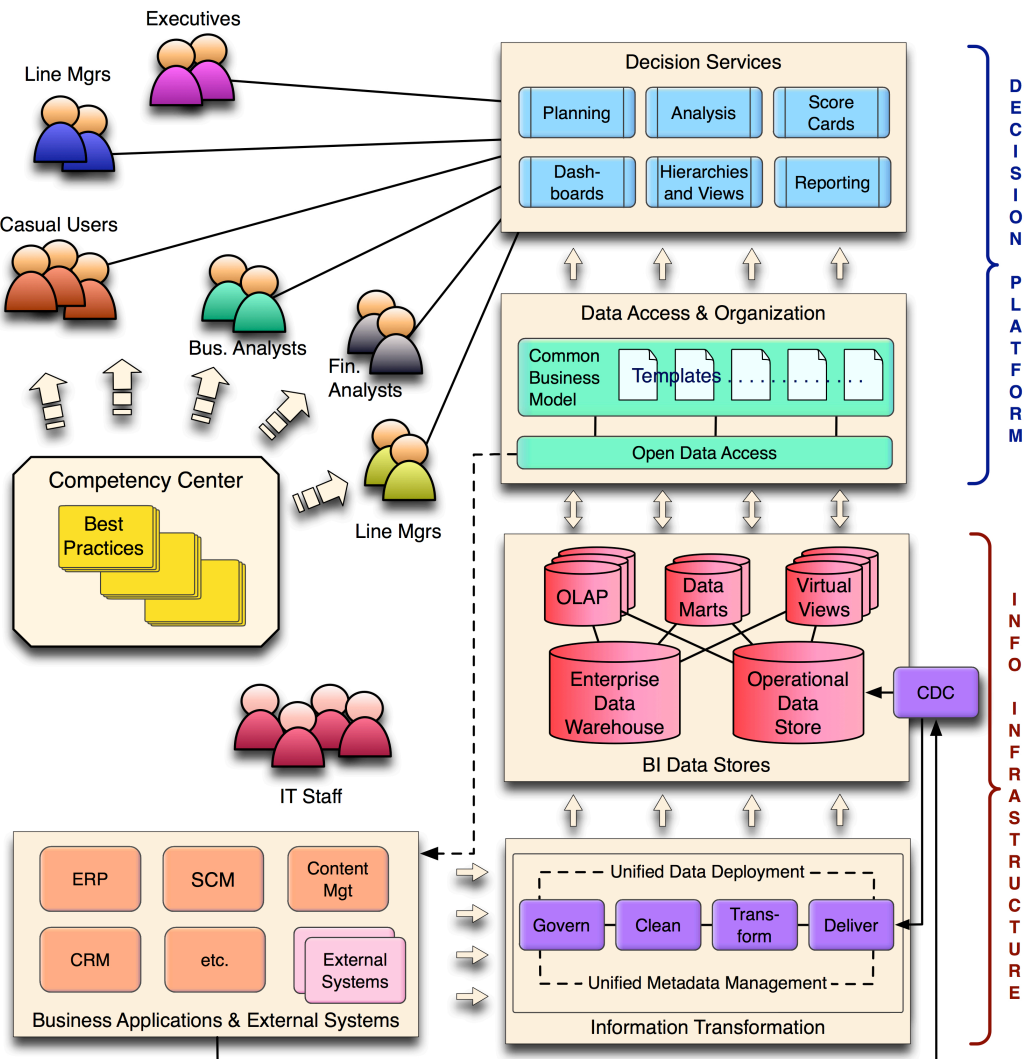 Executives
Line Mgrs
Casual Users
Bus. Analysts
Fin.
Analysts
Line Mgrs
Competency Center
Best
Practices
IT Staff
Decision Services
Planning
Analysis
Score
Cards
Dash-
boards
Hierarchies
and Views
Reporting
Data Access & Organization
Common
Business
Model
Templates . . . . . . . . . . . .
Open Data Access
DECISION PLATFORM
OLAP
Data
Marts
Virtual
Views
Enterprise
Data
Warehouse
Operational
Data
Store
BI Data Stores
CDC
INFO INFRASTRUCTURE
ERP
SCM
Content
Mgt
CRM
etc.
External
Systems
Business Applications & External Systems
Unified Data Deployment
Govern
Clean
Trans-
form
Deliver
Unified Metadata Management
Information Transformation